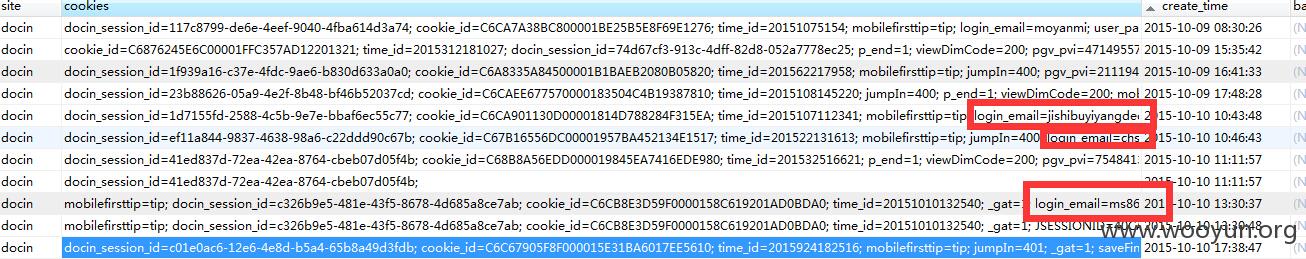 site cookies create_time ba
docin docin_session_id=117c8799-de6e-4eef-9040-4fba614d3a74; cookie_id=C6CA7A38BC800001BE25B5E8F69E1276; time_id=20151075154; mobilefirsttip=tip; login_email=moyanmi; user_pa 2015-10-09 08:30:26 (N
docin cookie_id=C6876245E6C00001FFC357AD12201321; time_id=2015312181027; docin_session_id=74d67cf3-913c-4dff-82d8-052a7778ec25; p_end=1; viewDimCode=200; pgv_pvi=47149557 2015-10-09 15:35:42 (N
docin docin_session_id=1f939a16-c37e-4fdc-9ae6-b830d633a0a0; cookie_id=C6A8335A84500001B1BAEB2080B05820; time_id=201562217958; mobilefirsttip=tip; jumpIn=400; pgv_pvi=211194 2015-10-09 16:41:33 (N
docin docin_session_id=23b88626-05a9-4e2f-8b48-bf46b52037cd; cookie_id=C6CAEE6775700001835​04C4B19387810; time_id=2015108145220; jumpIn=400; p_end=1; viewDimCode=200; mob 2015-10-09 17:48:28 (N
docin docin_session_id=1d7155fd-2588-4c5b-9e7e-bbaf6ec55c77; cookie_id=C6CA901130D00001814D788284F315EA; time_id=2015107112341; mobilefirsttip=tip; login_email=jishibuyiyangde 2015-10-10 10:43:48 (N
docin docin_session_id=ef11a844-9837-4638-98a6-c22ddd90c67b; cookie_id=C67B16556DC00001957BA452134E1517; time_id=201522131613; mobilefirsttip=tip; jumpIn=400; login_email=chs 2015-10-10 10:46:43 (N
docin docin_session_id=41ed837d-72ea-42ea-8764-cbeb07d05f4b; cookie_id=C68B8A56EDD000019845EA7416EDE980; time_id=201532516621; p_end=1; viewDimCode=200; pgv_pvi=754841 2015-10-10 11:11:57 (N
docin docin_session_id=41ed837d-72ea-42ea-8764-cbeb07d05f4b; 2015-10-10 11:11:57 (N
docin mobilefirsttip=tip; docin_session_id=c326b9e5-481e-43f5-8678-4d685a8ce7ab; cookie_id=C6CB8E3D59F0000158C619201AD0BDA0; time_id=20151010132540; _gat=1; login_email=ms86 2015-10-10 13:30:37 (N
docin mobilefirsttip=tip; docin_session_id=c326b9e5-481e-43f5-8678-4d685a8ce7ab; cookie_id=C6CB8E3D59F0000158C619201AD0BDA0; time_id=20151010132540; _gat=1; 2015-10-10 13:30:48 (N
docin docin_session_id=c01e0ac6-12e6-4e8d-b5a4-65b8a49d3fdb; cookie_id=C6C67905F8F000015E31BA6017EE5610; time_id=2015924182516; mobilefirsttip=tip; jumpIn=401; _gat=1; saveFin 2015-10-10 17:38:47 (N
www.wooyun.org